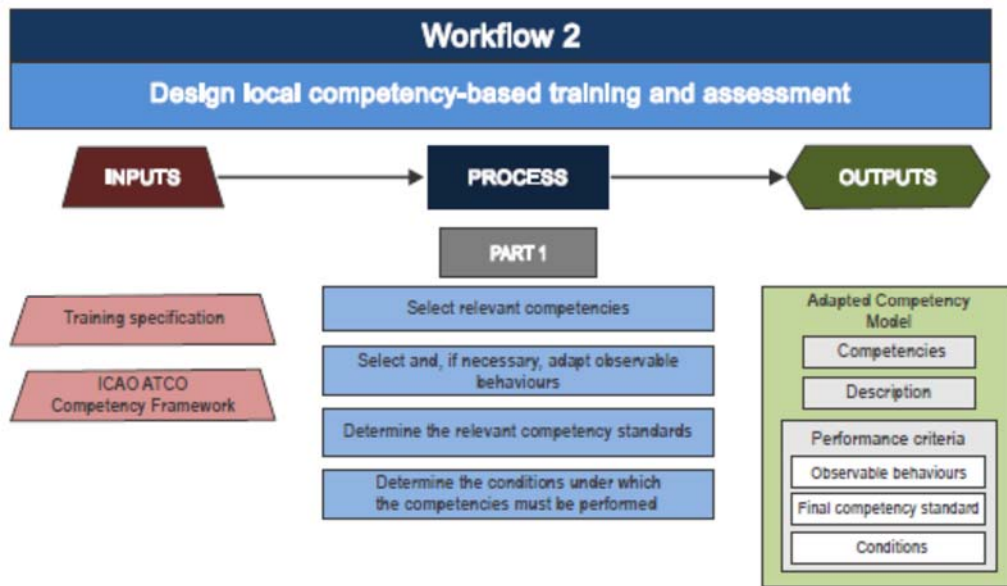 Workflow 2
Design local competency-based training and assessment
INPUTS
PROCESS
OUTPUTS
PART 1
Training specification
ICAO ATCO
Competency Framework
Select relevant competencies
Select and, if necessary, adapt observable
behaviours
Determine the relevant competency standards
Determine the conditions under which
the competencies must be performed
Adapted Competency
Model
Competencies
Description
Performance criteria
Observable behaviours
Final competency standard
Conditions